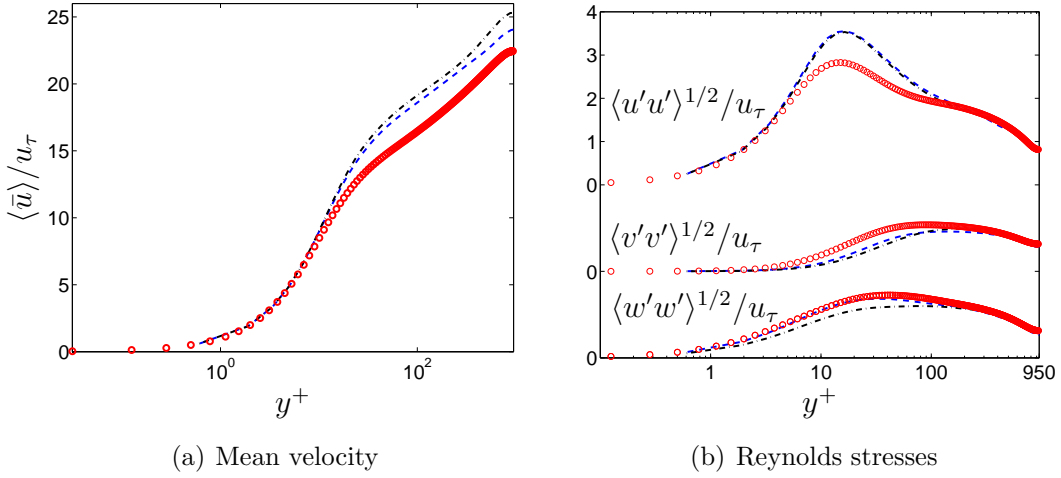 25
20
15
10
5
0
⟨ū⟩/u_τ
10^0
10^2
y^+
(a) Mean velocity
4
3
2
1
0
0
0
⟨u′u′⟩^{1/2}/u_τ
⟨v′v′⟩^{1/2}/u_τ
⟨w′w′⟩^{1/2}/u_τ
1
10
100
950
y^+
(b) Reynolds stresses